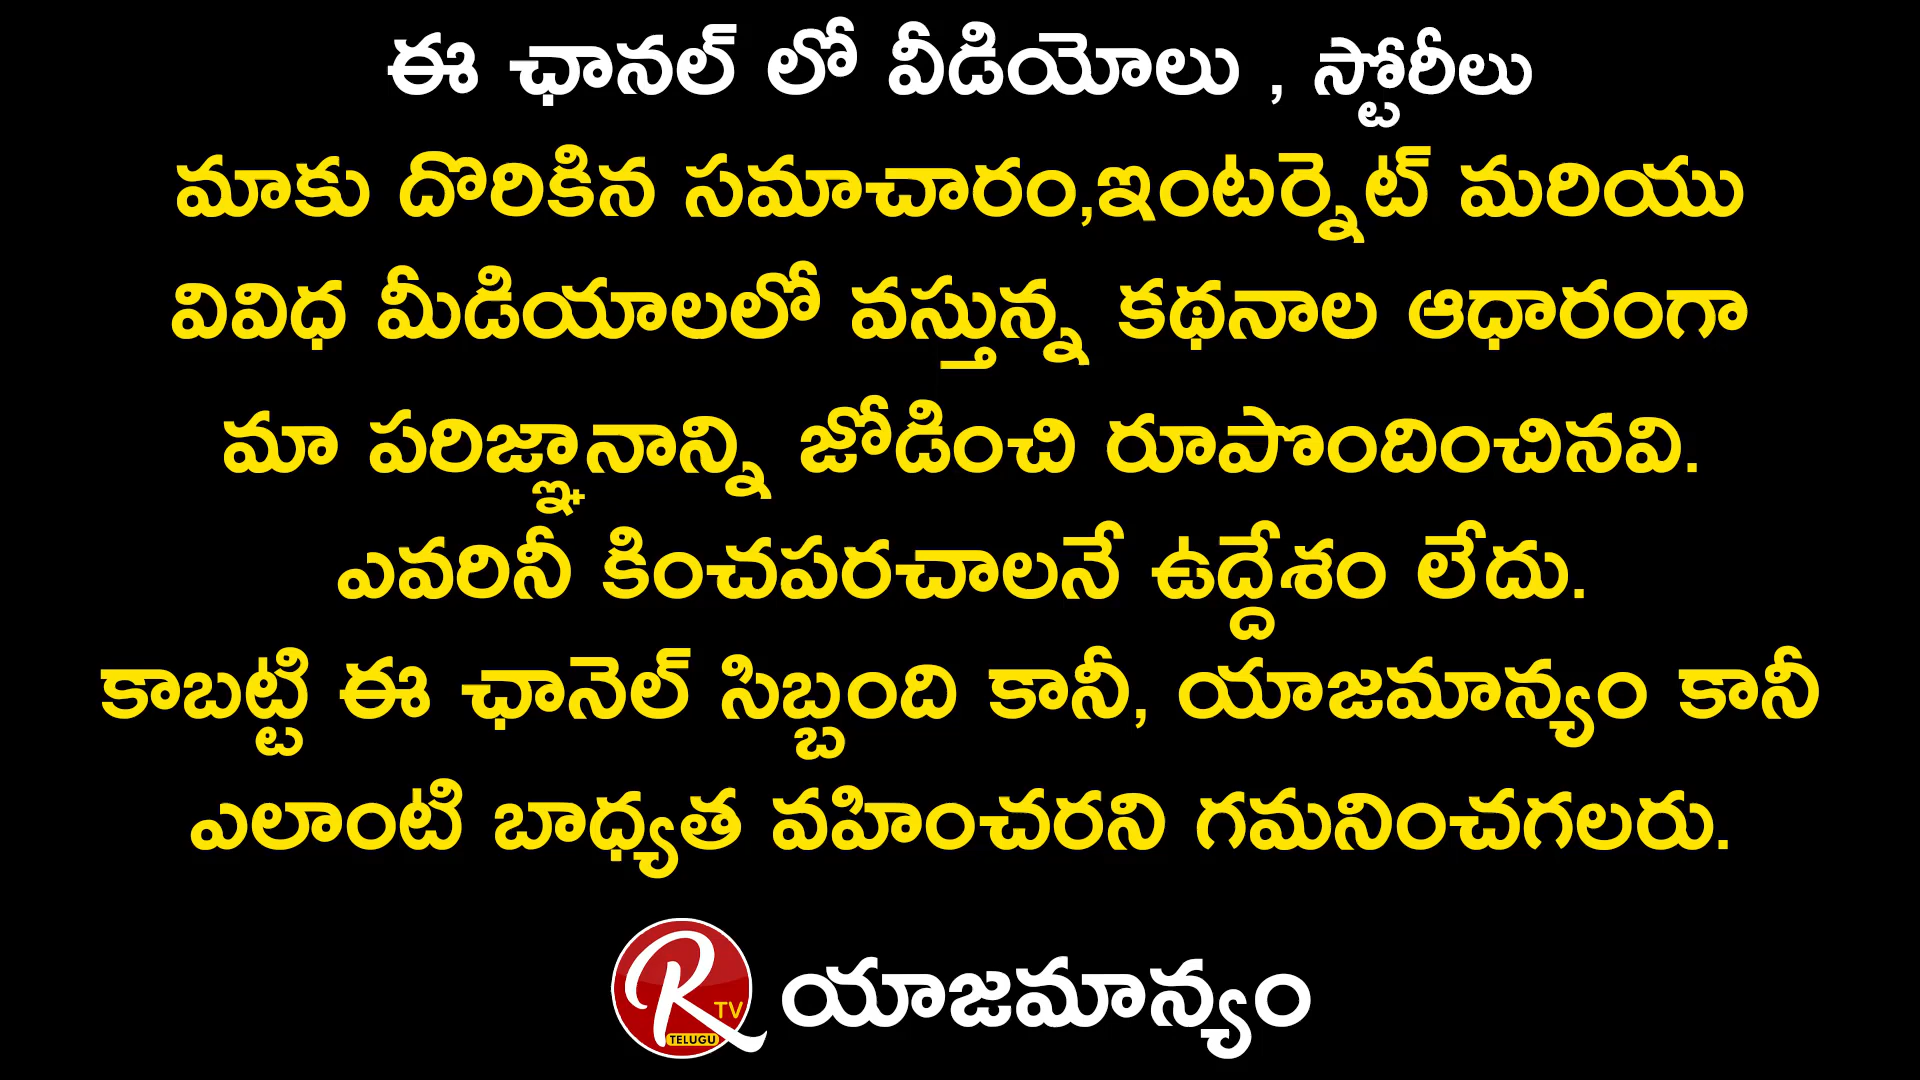 ఈ ఛానల్ లో వీడియోలు , స్టోరీలు
మాకు దొరికిన సమాచారం,ఇంటర్నెట్ మరియు
వివిధ మీడియాలలో వస్తున్న కథనాల ఆధారంగా
మా పరిజ్ఞానాన్ని జోడించి రూపొందించినవి.
ఎవరినీ కించపరచాలనే ఉద్దేశం లేదు.
కాబట్టి ఈ ఛానెల్ సిబ్బంది కానీ, యాజమాన్యం కానీ
ఎలాంటి బాధ్యత వహించరని గమనించగలరు.
R TV TELUGU యాజమాన్యం